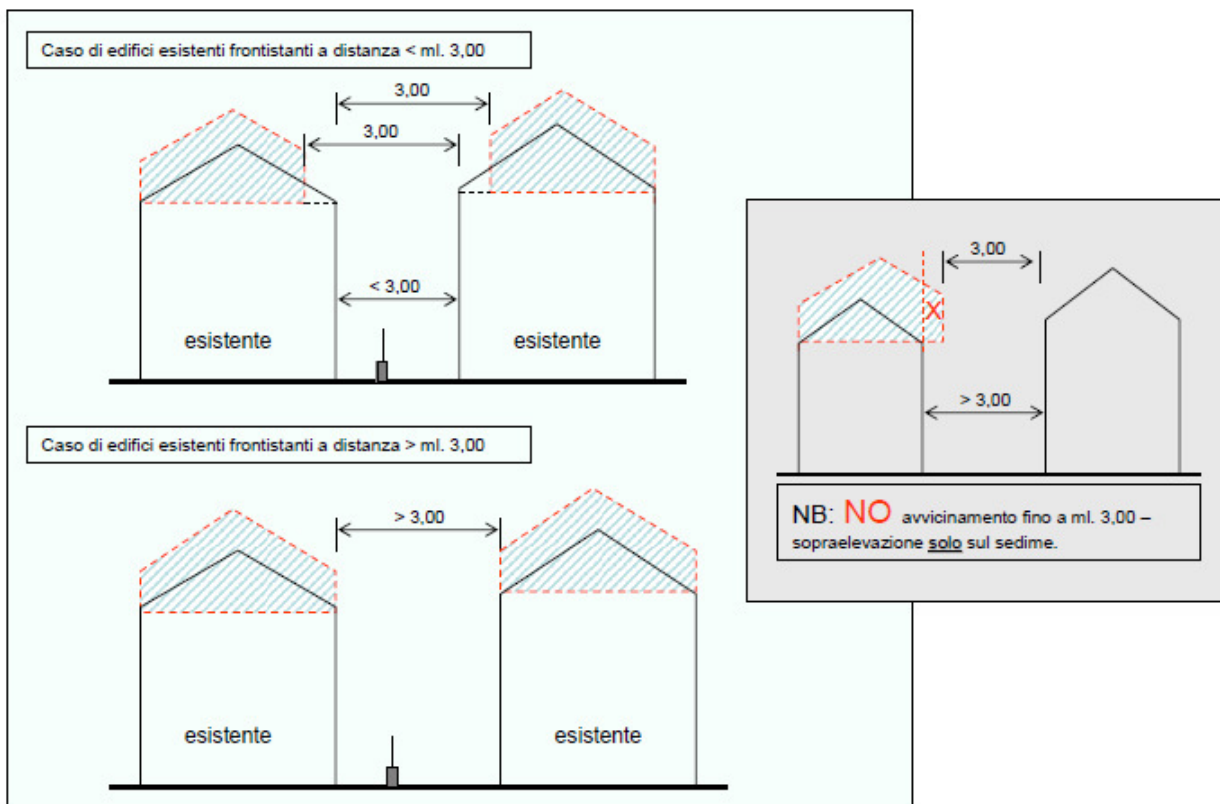 Caso di edifici esistenti frontistanti a distanza < ml. 3,00
3,00
3,00
< 3,00
esistente
esistente
Caso di edifici esistenti frontistanti a distanza > ml. 3,00
> 3,00
esistente
esistente
3,00
X
> 3,00
NB: NO avvicinamento fino a ml. 3,00 –
sopraelevazione solo sul sedime.